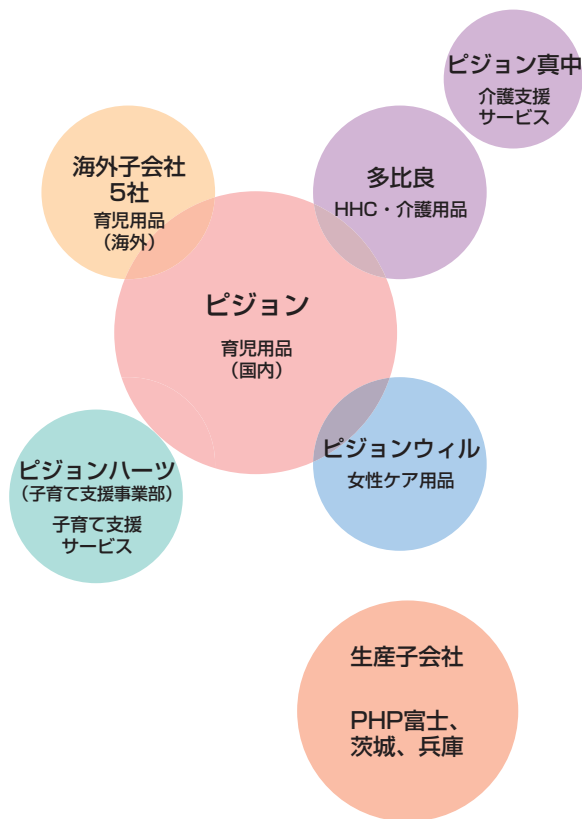 ピジョン真中
介護支援
サービス
海外子会社
5社
育児用品
（海外）
多比良
HHC・介護用品
ピジョン
育児用品
（国内）
ピジョンハーツ
（子育て支援事業部）
子育て支援
サービス
ピジョンウィル
女性ケア用品
生産子会社
PHP富士、
茨城、兵庫